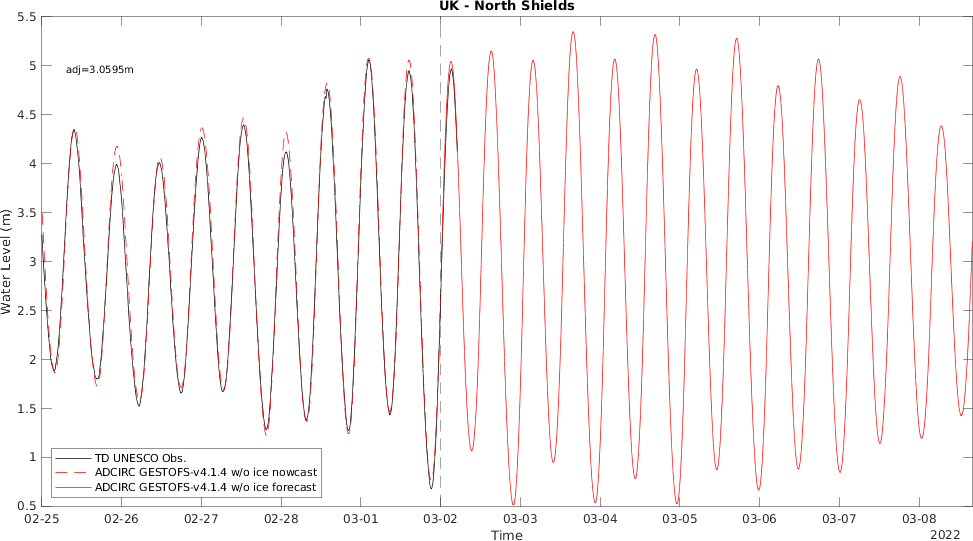 UK - North Shields
5.5
5
4.5
4
3.5
3
2.5
2
1.5
1
0.5
Water Level (m)
adj=3.0595m
TD UNESCO Obs.
ADCIRC GESTOFS-v4.1.4 w/o ice nowcast
ADCIRC GESTOFS-v4.1.4 w/o ice forecast
02-25 02-26 02-27 02-28 03-01 03-02 03-03 03-04 03-05 03-06 03-07 03-08
Time
2022